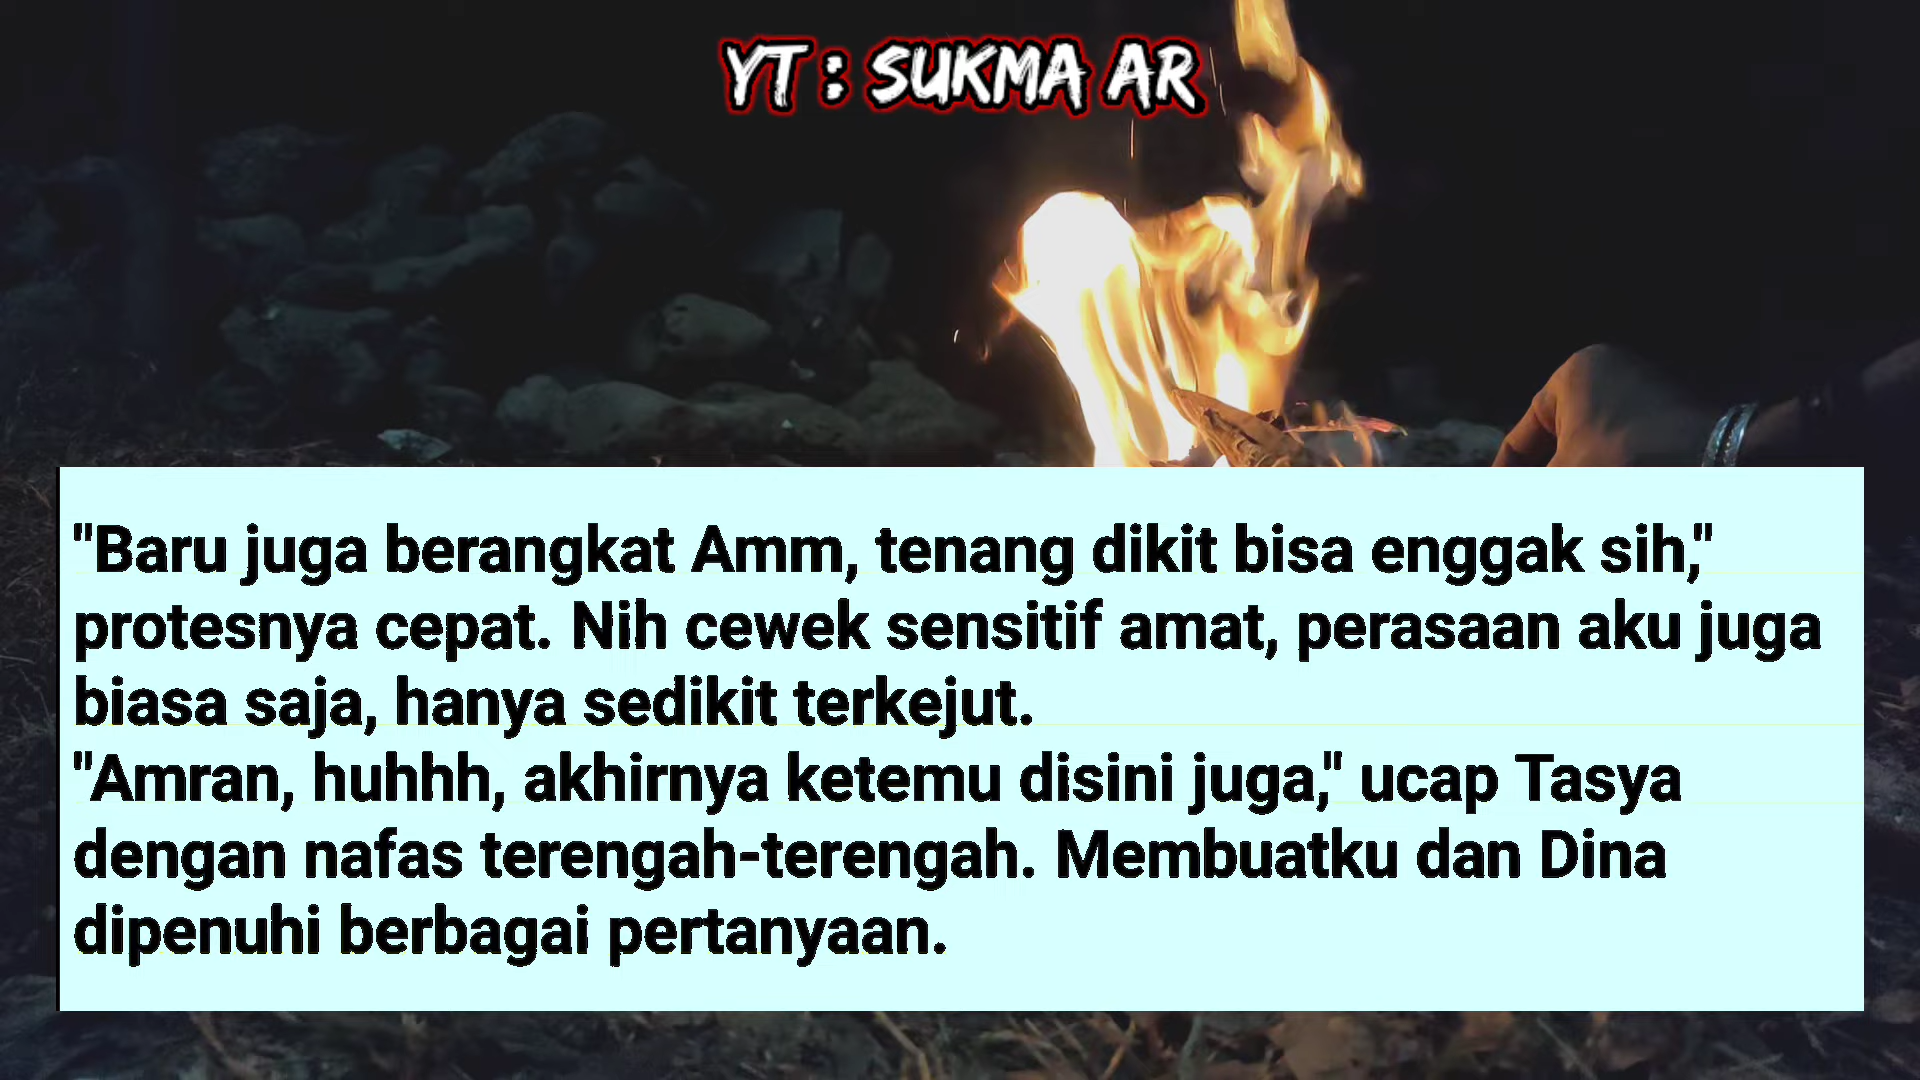 YT : SUKMA AR
"Baru juga berangkat Amm, tenang dikit bisa enggak sih,"
protesnya cepat. Nih cewek sensitif amat, perasaan aku juga
biasa saja, hanya sedikit terkejut.
"Amran, huhhh, akhirnya ketemu disini juga," ucap Tasya
dengan nafas terengah-terengah. Membuatku dan Dina
dipenuhi berbagai pertanyaan.